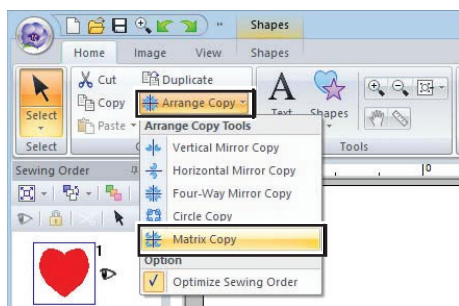 Shapes
Home Image View Shapes
Cut Duplicate
Copy Arrange Copy
Select Paste Text Shapes
Arrange Copy Tools
Select Tools
Vertical Mirror Copy
Sewing Order Horizontal Mirror Copy
Four-Way Mirror Copy
Circle Copy
Matrix Copy
1 Option
Optimize Sewing Order